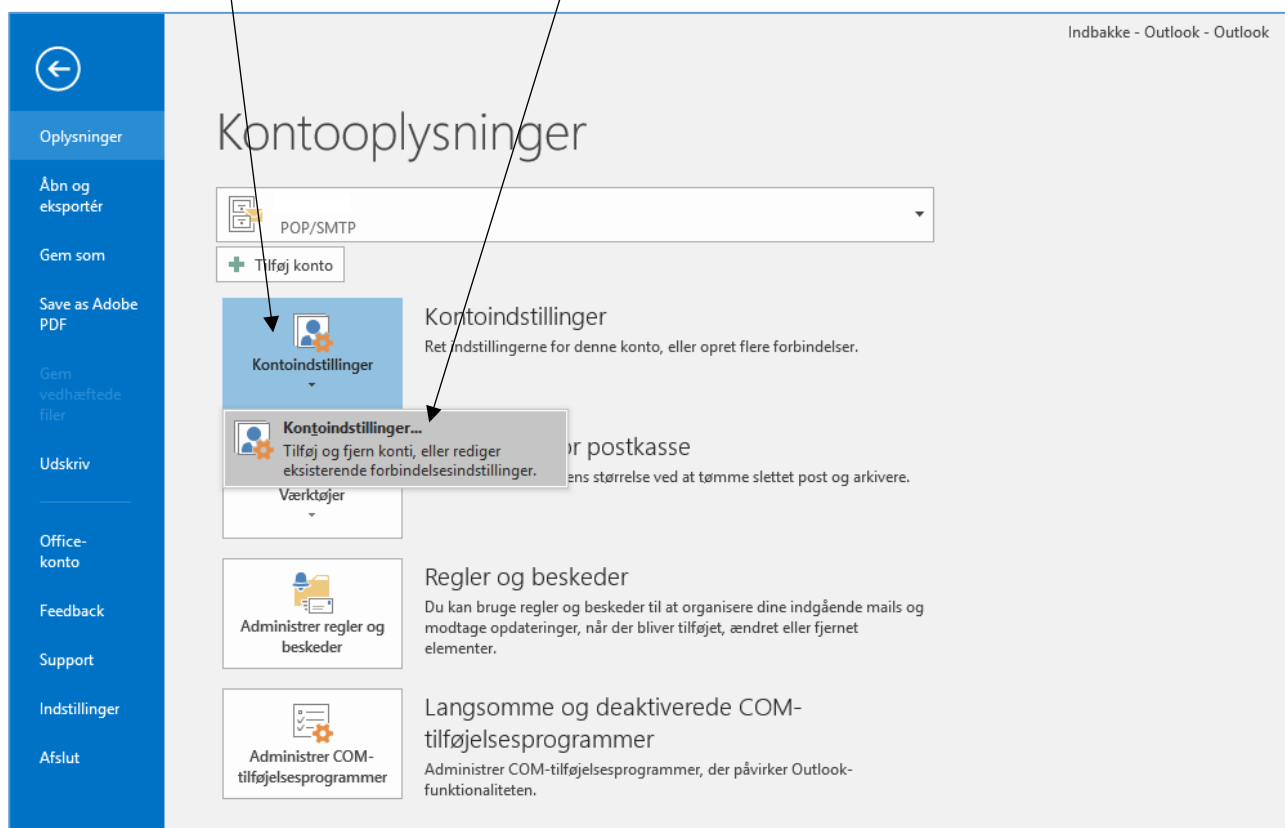 Indbakke - Outlook - Outlook
Oplysninger
Åbn og
eksportér
Gem som
Save as Adobe
PDF
Gem
vedhæftede
filer
Udskriv
Office-
konto
Feedback
Support
Indstillinger
Afslut
Kontooplysninger
POP/SMTP
Tilføj konto
Kontoindstillinger
Kontoindstillinger
Ret indstillingerne for denne konto, eller opret flere forbindelser.
Kontoindstillinger...
Tilføj og fjern konti, eller rediger
eksisterende forbindelsesindstillinger.
Værktøjer
or postkasse
ens størrelse ved at tømme slettet post og arkivere.
Administrer regler og
beskeder
Regler og beskeder
Du kan bruge regler og beskeder til at organisere dine indgående mails og
modtage opdateringer, når der bliver tilføjet, ændret eller fjernet
elementer.
Administrer COM-
tilføjelsesprogrammer
Langsomme og deaktiverede COM-
tilføjelsesprogrammer
Administrer COM-tilføjelsesprogrammer, der påvirker Outlook-
funktionaliteten.